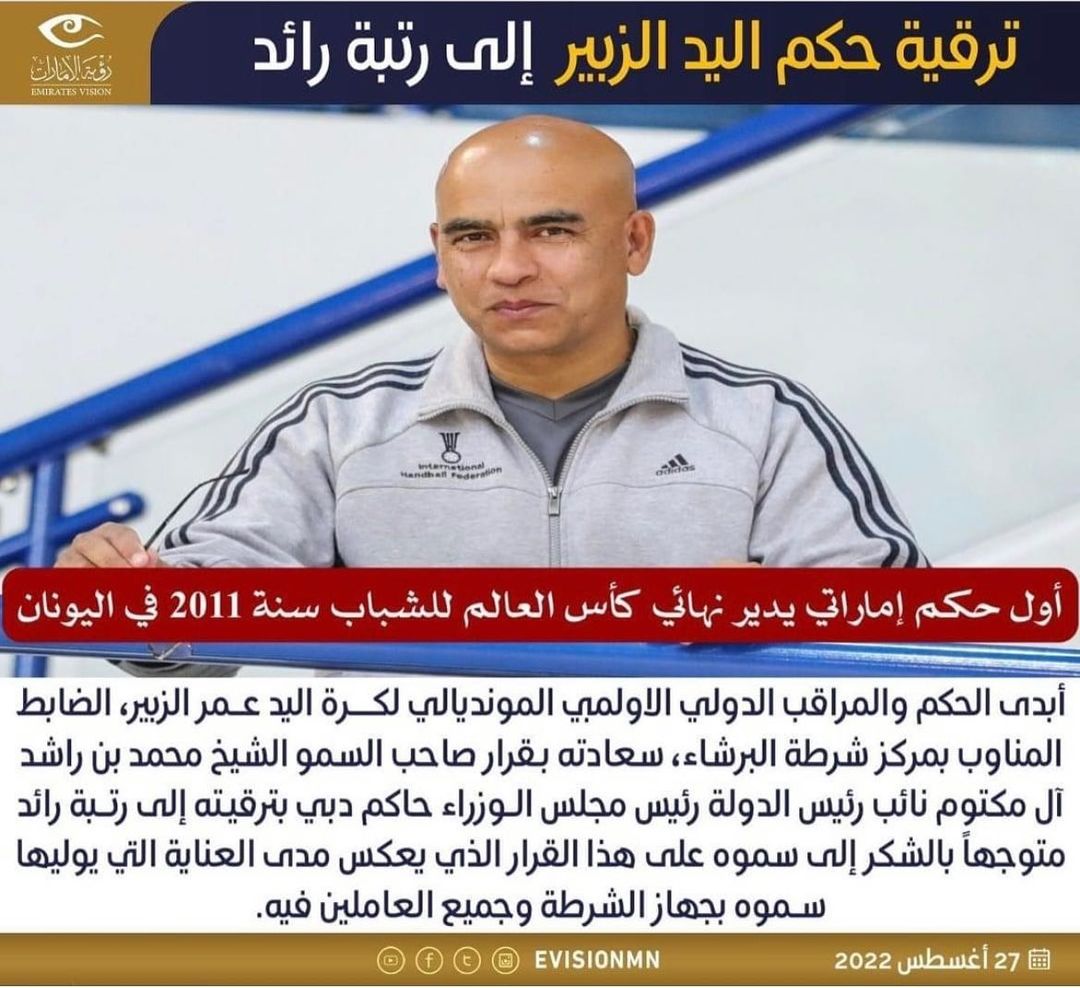 ترقية حكم اليد الزبير إلى رتبة رائد
رؤية الإمارات
EMIRATES VISION
International
Handball Federation
adidas
أول حكم إماراتي يدير نهائي كأس العالم للشباب سنة 2011 في اليونان
أبدى الحكم والمراقب الدولي الاولمبي المونديالي لكـــرة اليد عـمر الزبير، الضابط
المناوب بمركز شرطة البرشاء، سعادته بقرار صاحب السمو الشيخ محمد بن راشد
آل مكتوم نائب رئيس الدولة رئيس مجلس الـوزراء حاكم دبي بترقيته إلى رتـبة رائد
متوجهاً بالشكر إلى سموه على هذا القرار الذي يعكس مدى العناية التي يوليها
سـموه بجهاز الشرطة وجميع العاملين فيه.
27 أغسطس 2022
EVISIONMN